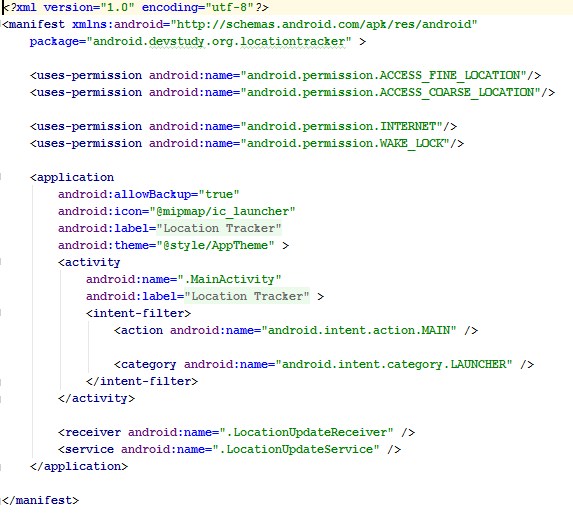 <?xml version="1.0" encoding="utf-8"?>
<manifest xmlns:android="http://schemas.android.com/apk/res/android"
    package="android.devstudy.org.locationtracker" >

    <uses-permission android:name="android.permission.ACCESS_FINE_LOCATION"/>
    <uses-permission android:name="android.permission.ACCESS_COARSE_LOCATION"/>

    <uses-permission android:name="android.permission.INTERNET"/>
    <uses-permission android:name="android.permission.WAKE_LOCK"/>

    <application
        android:allowBackup="true"
        android:icon="@mipmap/ic_launcher"
        android:label="Location Tracker"
        android:theme="@style/AppTheme" >
        <activity
            android:name=".MainActivity"
            android:label="Location Tracker" >
            <intent-filter>
                <action android:name="android.intent.action.MAIN" />

                <category android:name="android.intent.category.LAUNCHER" />
            </intent-filter>
        </activity>

        <receiver android:name=".LocationUpdateReceiver" />
        <service android:name=".LocationUpdateService" />
    </application>

</manifest>